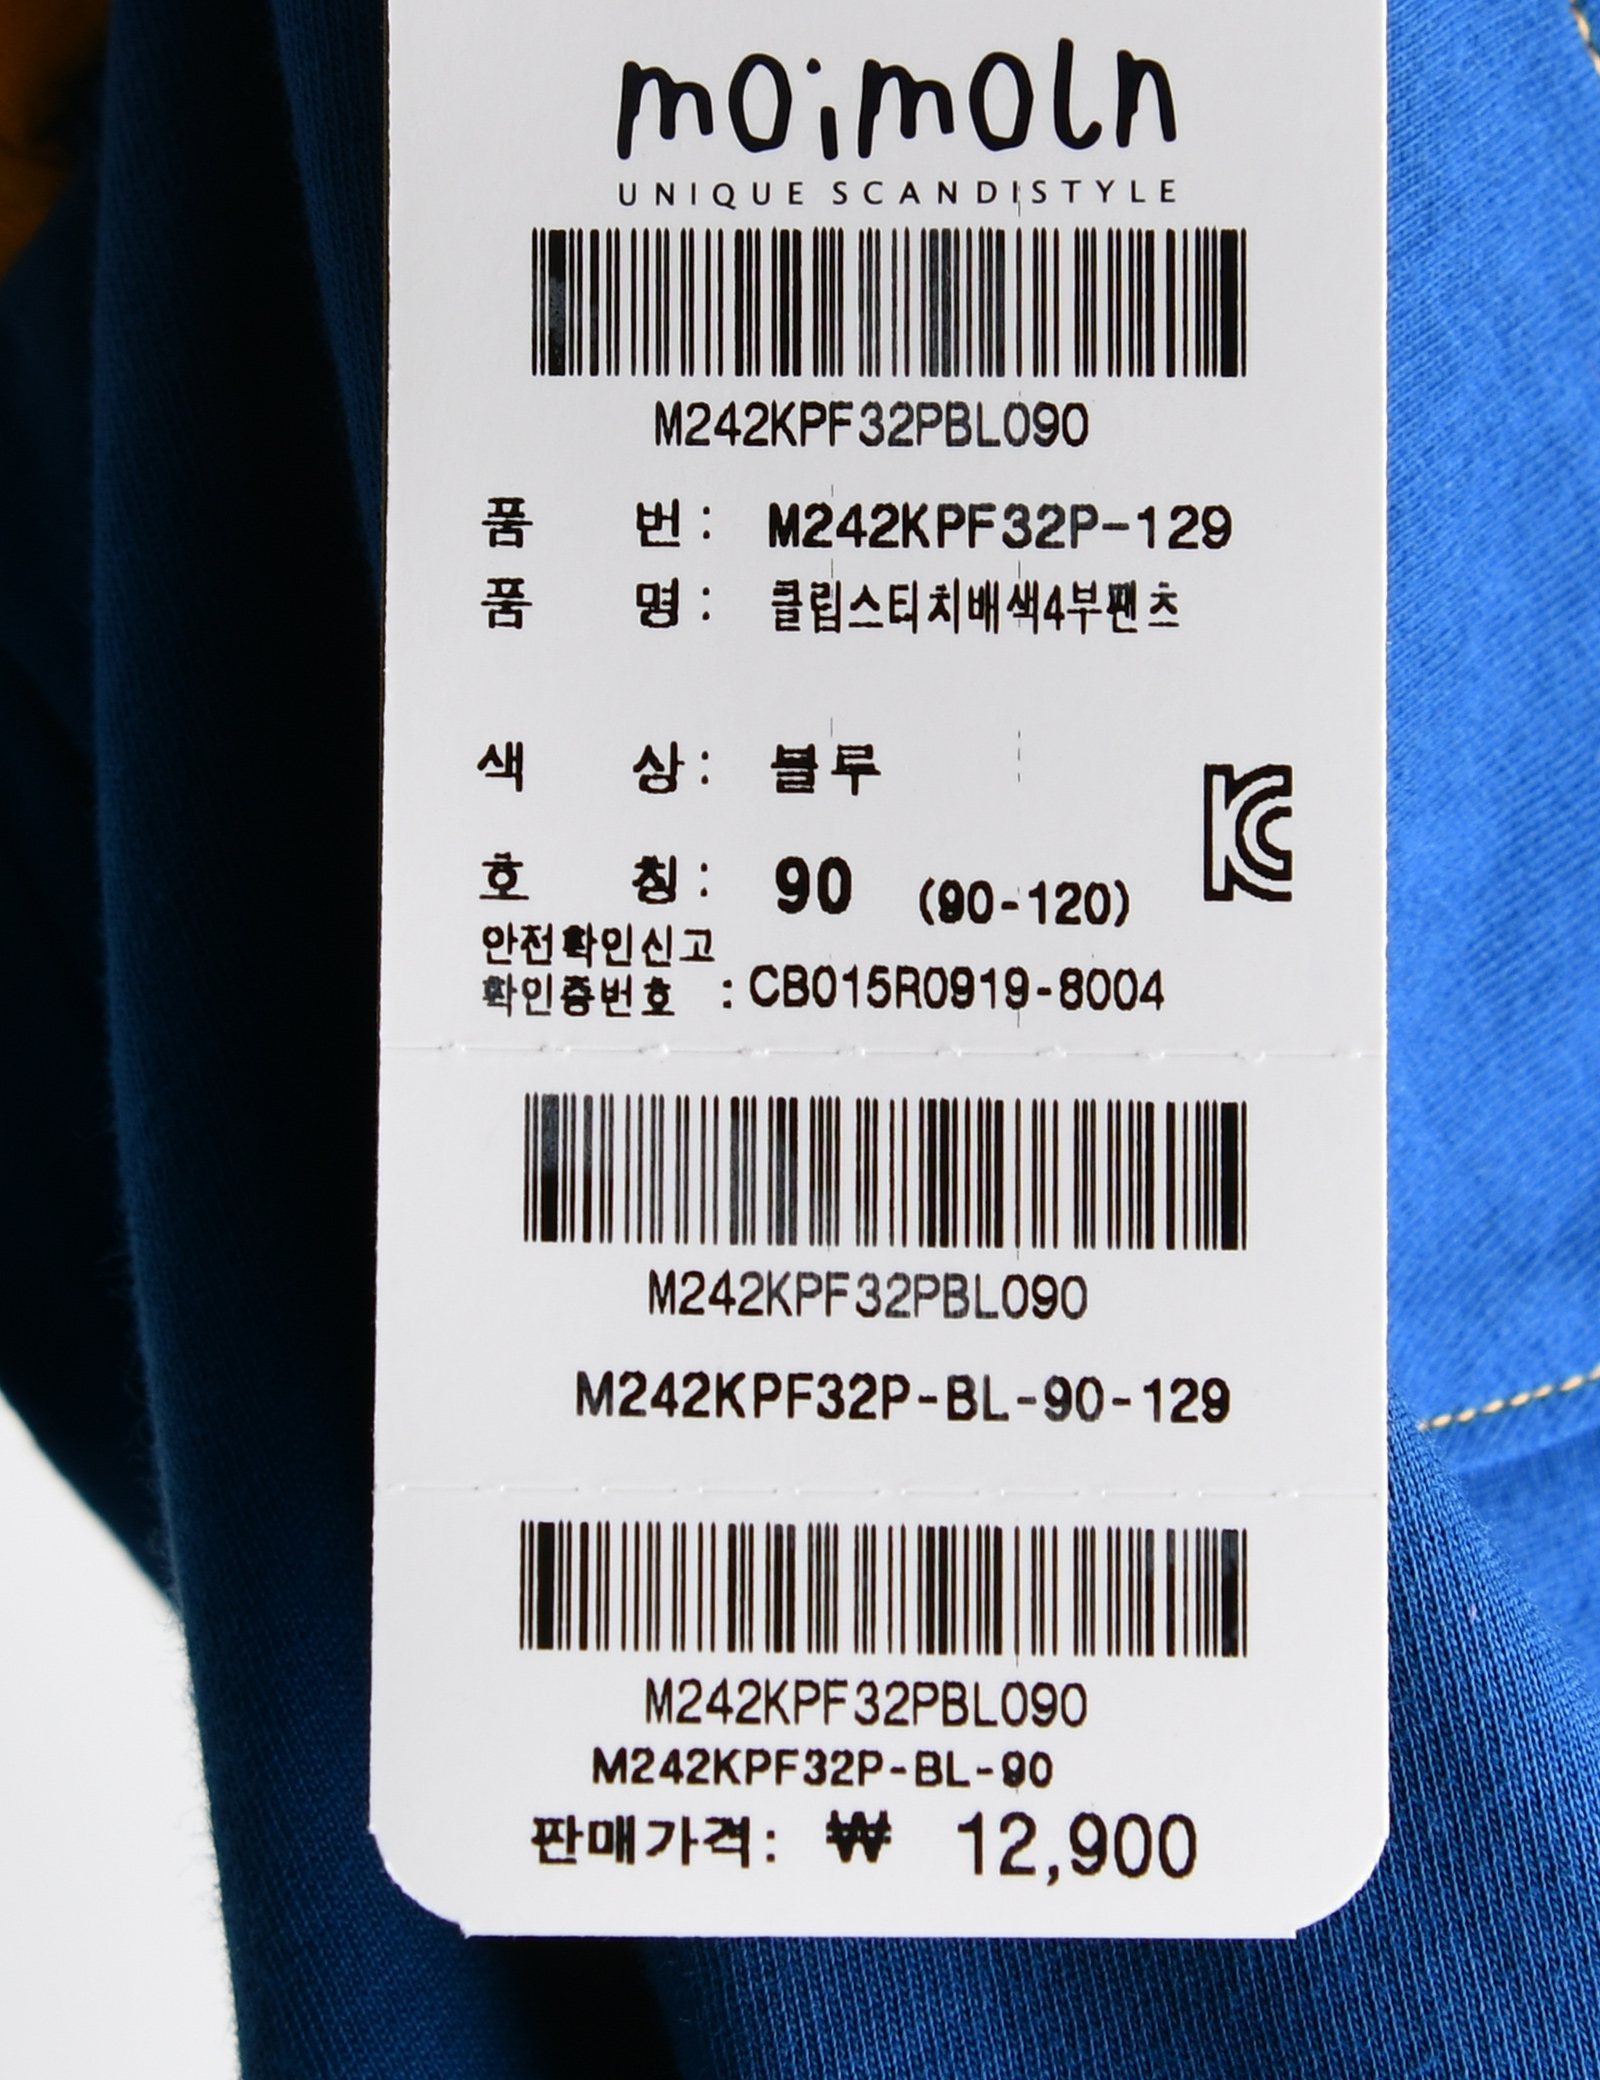 moimoln
UNIQUE SCANDISTYLE
M242KPF32PBL090
품 번 : M242KPF32P-129
품 명 : 클립스티치배색4부팬츠
색 상 : 블루
호 칭 : 90 (90-120)
안전확인신고
확인증번호 : CB015R0919-8004
M242KPF32PBL090
M242KPF32P-BL-90-129
M242KPF32PBL090
M242KPF32P-BL-90
판매가격: ₩ 12,900